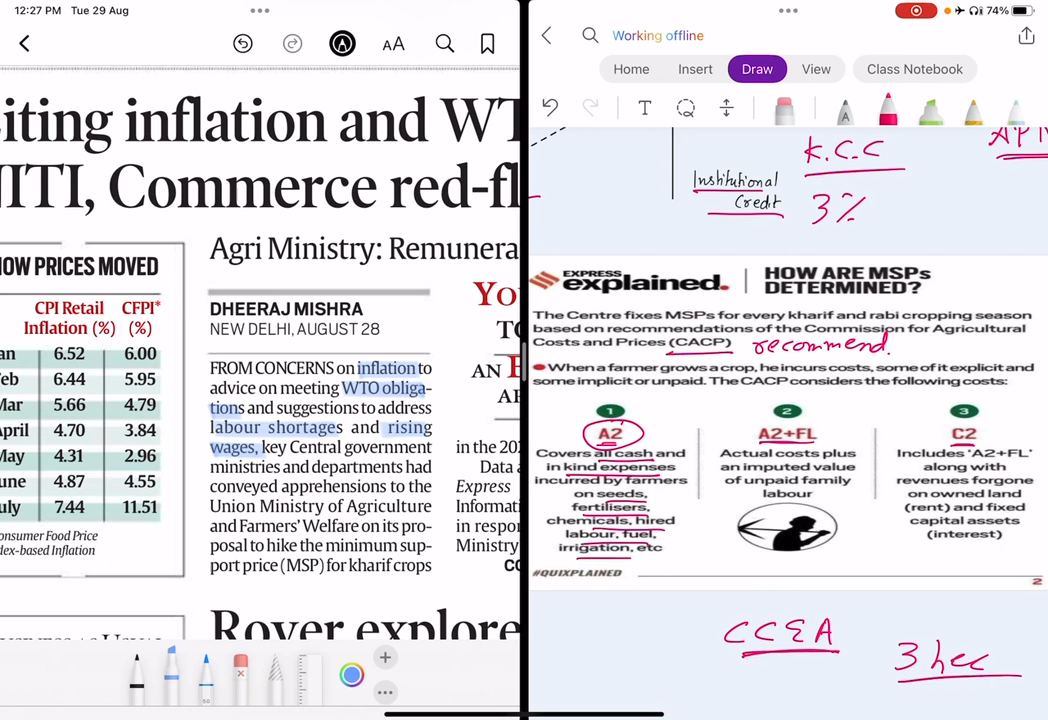 12:27 PM Tue 29 Aug
74%
iting inflation and WT
NITI, Commerce red-fl
Agri Ministry: Remunera
HOW PRICES MOVED
CPI Retail CFPI*
Inflation (%) (%)
an 6.52 6.00
eb 6.44 5.95
Mar 5.66 4.79
April 4.70 3.84
May 4.31 2.96
une 4.87 4.55
uly 7.44 11.51
onsumer Food Price
dex-based Inflation
DHEERAJ MISHRA
NEW DELHI, AUGUST 28
FROM CONCERNS on inflation to
advice on meeting WTO obliga-
tions and suggestions to address
labour shortages and rising
wages, key Central government
ministries and departments had
conveyed apprehensions to the
Union Ministry of Agriculture
and Farmers' Welfare on its pro-
posal to hike the minimum sup-
port price (MSP) for kharif crops
YO
TO
AN E
AF
in the 20
Data a
Express
Informati
in respon
Ministry
CO
Rover explore
Working offline
Home Insert Draw View Class Notebook
K.C.C
Institutional
Credit
3%
EXPRESS
explained.
HOW ARE MSPs
DETERMINED?
The Centre fixes MSPs for every kharif and rabi cropping season
based on recommendations of the Commission for Agricultural
Costs and Prices (CACP) recommend.
When a farmer grows a crop, he incurs costs, some of it explicit and
some implicit or unpaid. The CACP considers the following costs:
1
A2
Covers all cash and
in kind expenses
incurred by farmers
on seeds,
fertilisers,
chemicals, hired
labour, fuel,
irrigation, etc
2
A2+FL
Actual costs plus
an imputed value
of unpaid family
labour
3
C2
Includes 'A2+FL'
along with
revenues forgone
on owned land
(rent) and fixed
capital assets
(interest)
#QUIXPLAINED
2
CCEA
3 hec